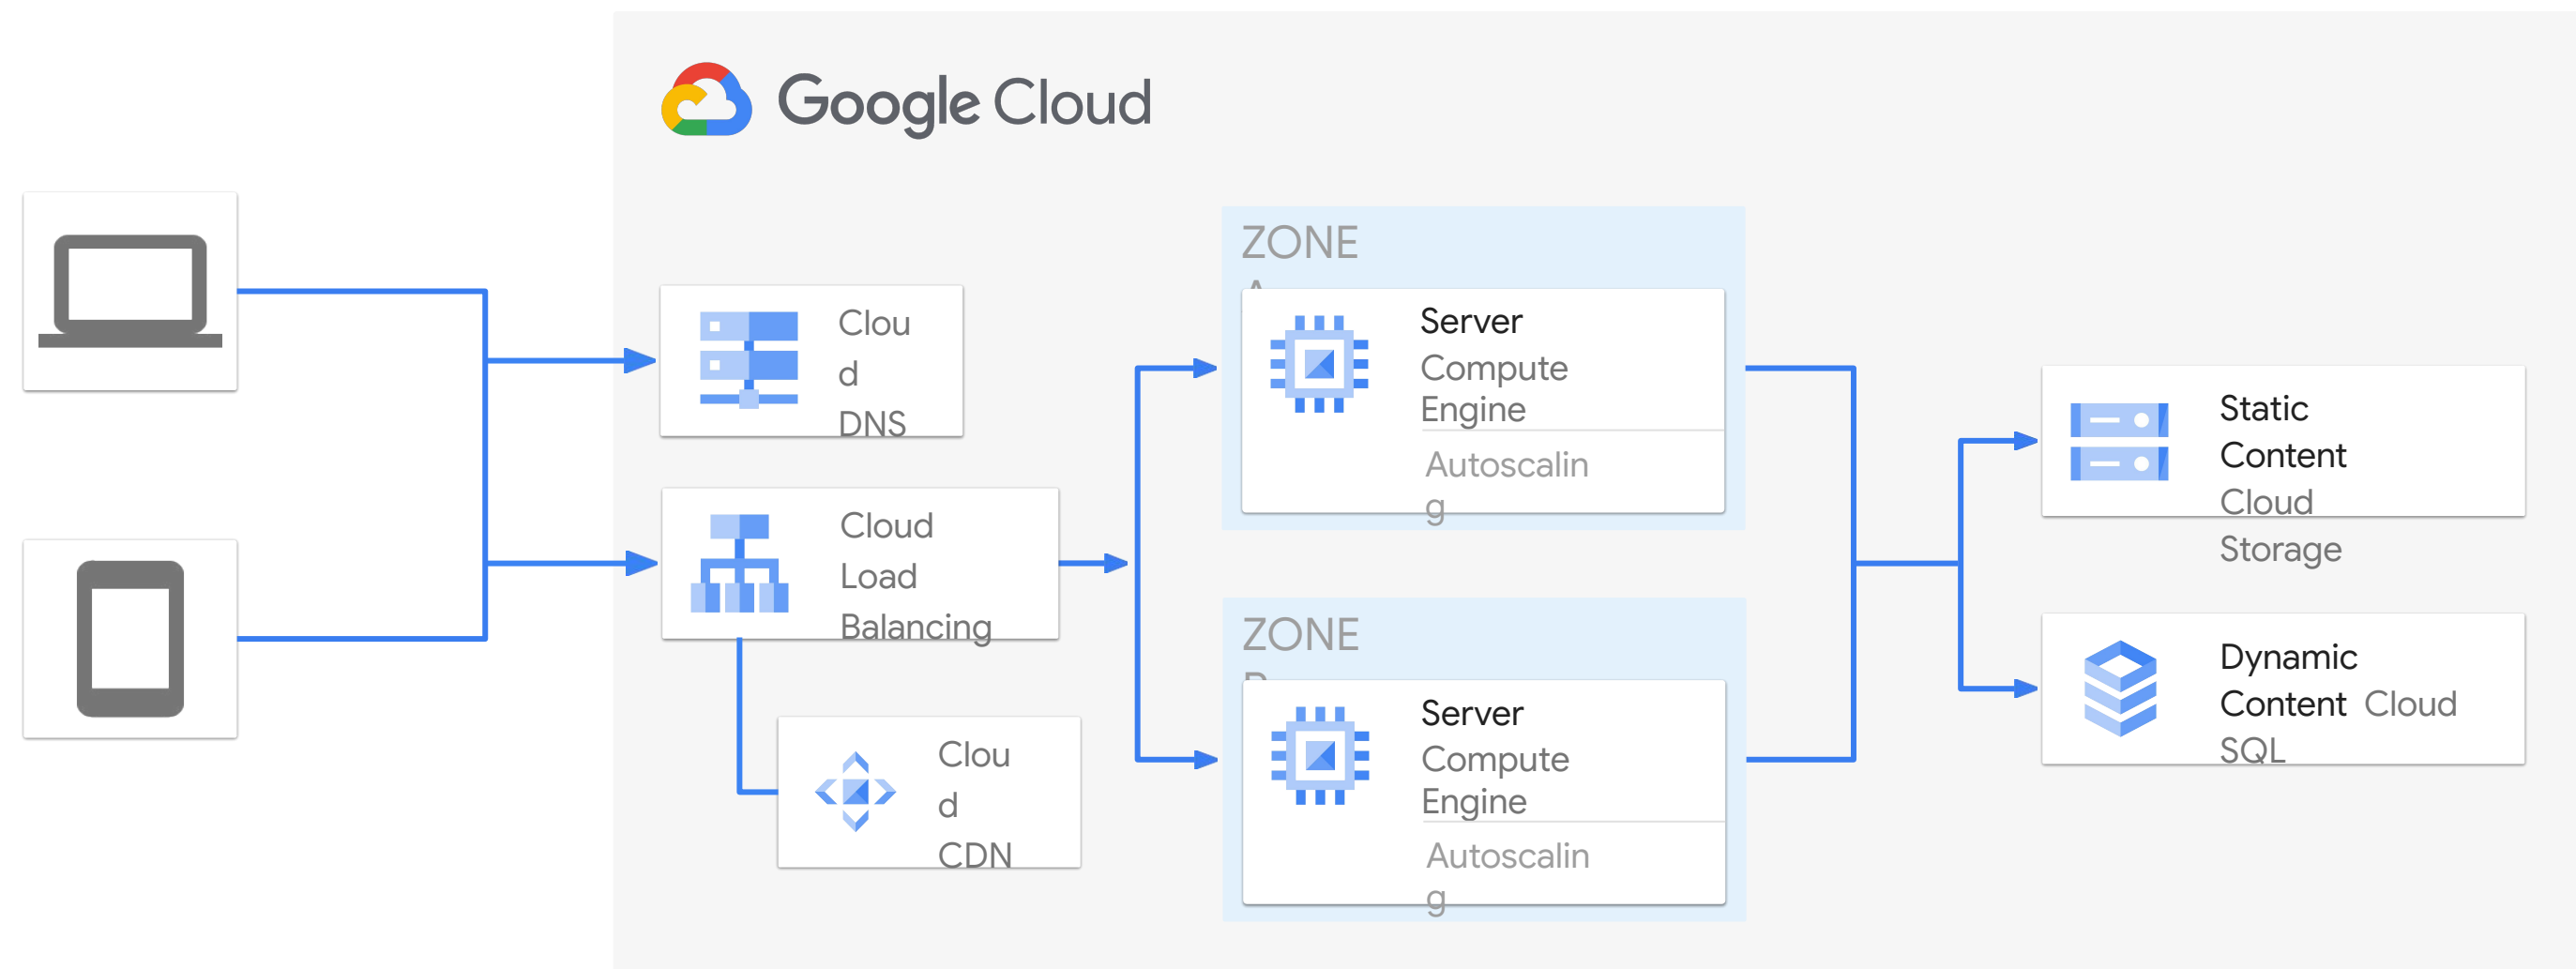 Google Cloud
Clou
d
DNS
Cloud
Load
Balancing
Clou
d
CDN
ZONE
Server
Compute
Engine
Autoscalin
g
ZONE
Server
Compute
Engine
Autoscalin
g
Static
Content
Cloud
Storage
Dynamic
Content Cloud
SQL